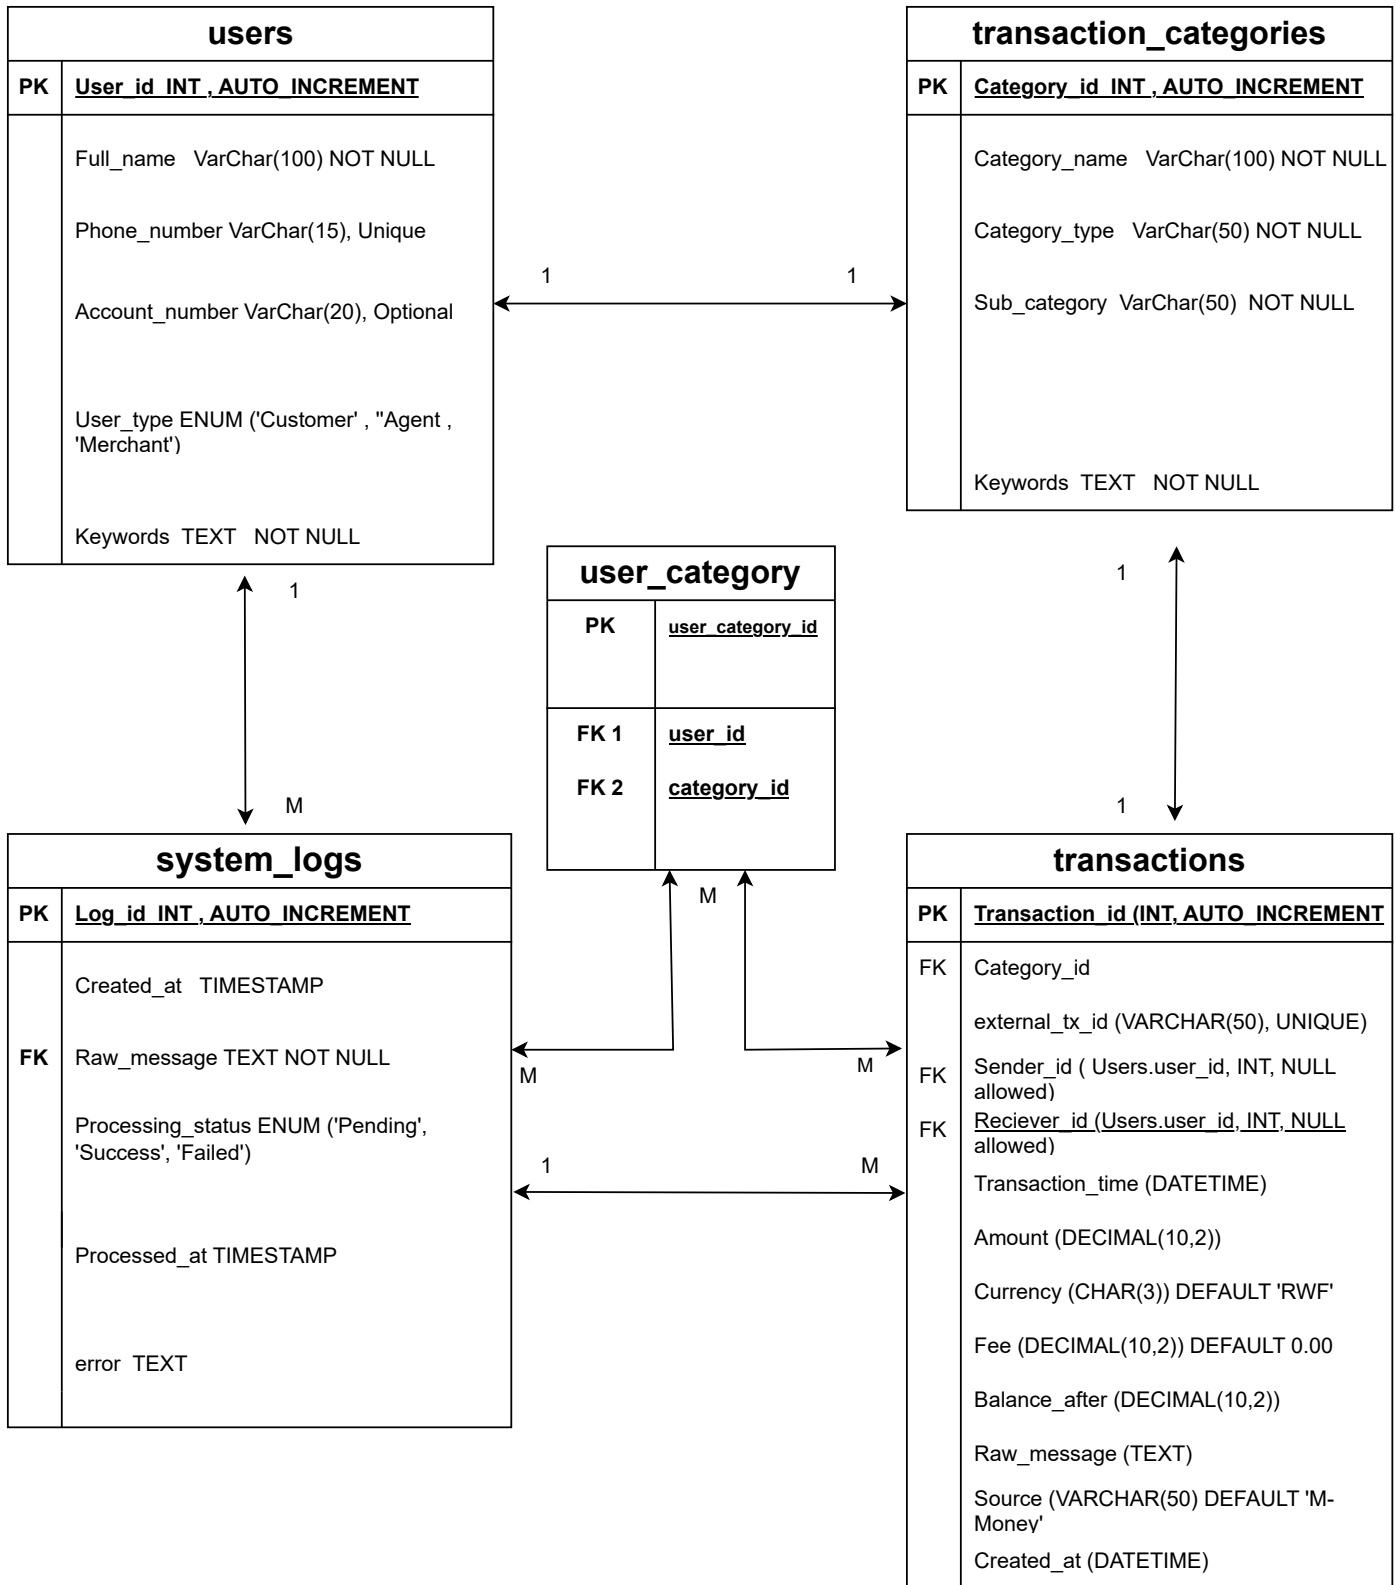 users
PK User_id INT , AUTO_INCREMENT
Full_name VarChar(100) NOT NULL
Phone_number VarChar(15), Unique
Account_number VarChar(20), Optional
User_type ENUM ('Customer' , "Agent ,
'Merchant')
Keywords TEXT NOT NULL
transaction_categories
PK Category_id INT , AUTO_INCREMENT
Category_name VarChar(100) NOT NULL
Category_type VarChar(50) NOT NULL
Sub_category VarChar(50) NOT NULL
Keywords TEXT NOT NULL
1
1
1
M
1
1
user_category
PK user_category_id
FK 1 user_id
FK 2 category_id
M
M
M
1
M
system_logs
PK Log_id INT , AUTO_INCREMENT
Created_at TIMESTAMP
FK Raw_message TEXT NOT NULL
Processing_status ENUM ('Pending',
'Success', 'Failed')
Processed_at TIMESTAMP
error TEXT
transactions
PK Transaction_id (INT, AUTO_INCREMENT
FK Category_id
external_tx_id (VARCHAR(50), UNIQUE)
FK Sender_id ( Users.user_id, INT, NULL
allowed)
FK Reciever_id (Users.user_id, INT, NULL
allowed)
Transaction_time (DATETIME)
Amount (DECIMAL(10,2))
Currency (CHAR(3)) DEFAULT 'RWF'
Fee (DECIMAL(10,2)) DEFAULT 0.00
Balance_after (DECIMAL(10,2))
Raw_message (TEXT)
Source (VARCHAR(50) DEFAULT 'M-
Money'
Created_at (DATETIME)